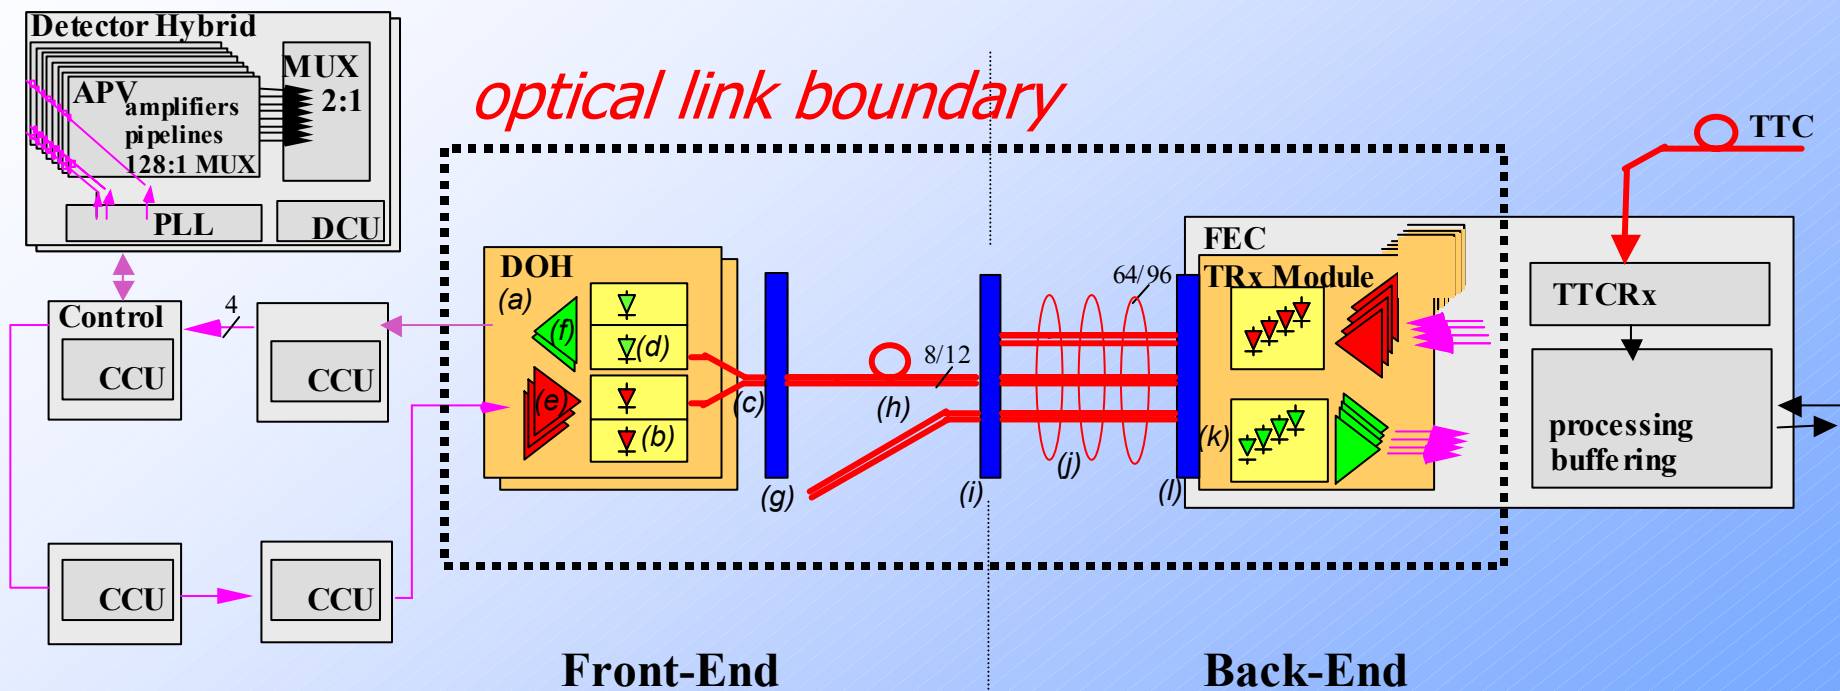 Detector Hybrid
MUX
2:1
APV
amplifiers
pipelines
128:1 MUX
PLL
DCU
optical link boundary
TTC
Control
CCU
4
CCU
CCU
CCU
DOH
(a)
(f)
(d)
(e)
(b)
(c)
(g)
(h)
8/12
(i)
(j)
64/96
(l)
FEC
TRx Module
(k)
TTCRx
processing
buffering
Front-End
Back-End